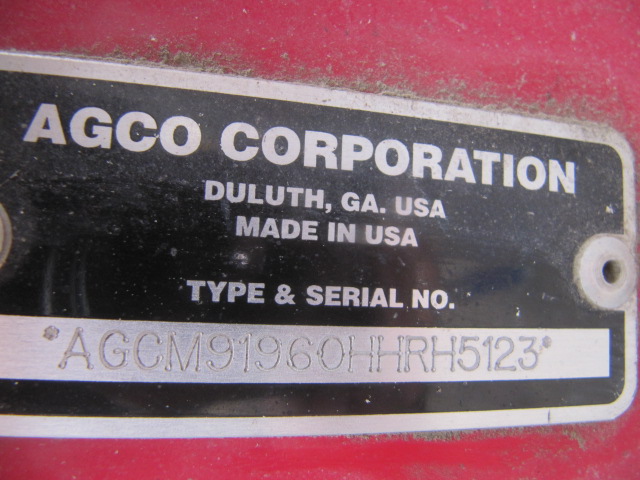 AGCO CORPORATION
DULUTH, GA. USA
MADE IN USA
TYPE & SERIAL NO.
*AGCM91960HHRH5123*